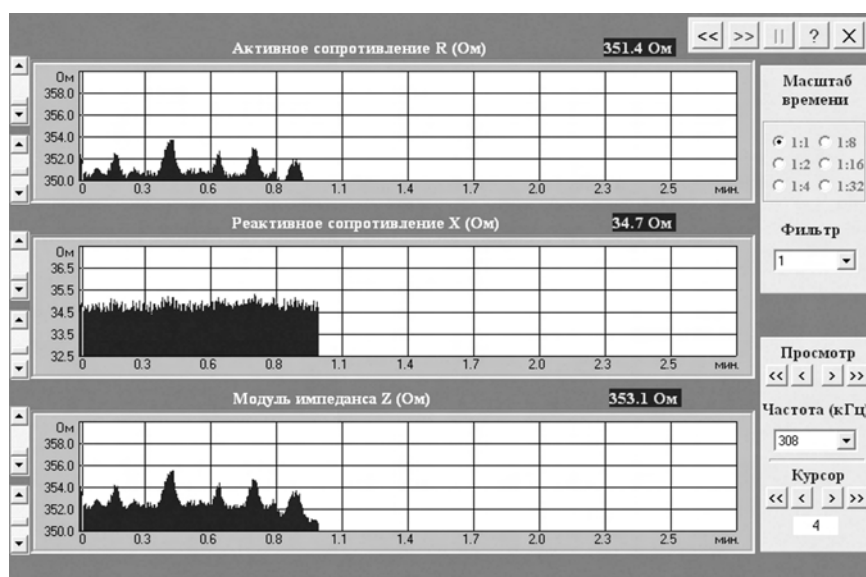 << >> || ? X
Активное сопротивление R (Ом) 351.4 Ом
Ом
358.0
356.0
354.0
352.0
350.0
0 0.3 0.6 0.8 1.1 1.4 1.7 2.0 2.3 2.5 мин.
Реактивное сопротивление X (Ом) 34.7 Ом
Ом
36.5
35.5
34.5
33.5
32.5
0 0.3 0.6 0.8 1.1 1.4 1.7 2.0 2.3 2.5 мин.
Модуль импеданса Z (Ом) 353.1 Ом
Ом
358.0
356.0
354.0
352.0
350.0
0 0.3 0.6 0.8 1.1 1.4 1.7 2.0 2.3 2.5 мин.
Масштаб
времени
1:1 1:8
1:2 1:16
1:4 1:32
Фильтр
1
Просмотр
<< < > >>
Частота (кГц
308
Курсор
<< < > >>
4